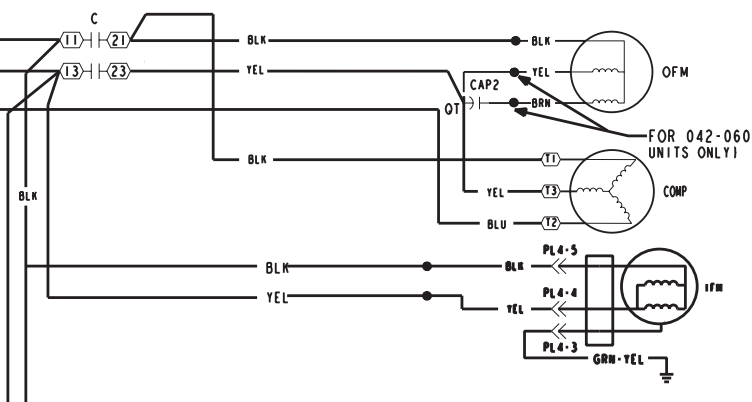 C
11 21 BLK BLK
13 23 YEL YEL OFM
CAP2
QT BRN
FOR 042-060
UNITS ONLY)
BLK T1
BLK YEL T3 COMP
BLU T2
PL4-5
BLK BLK
IFM
PL4-4
YEL YEL
PL4-3
GRN-YEL